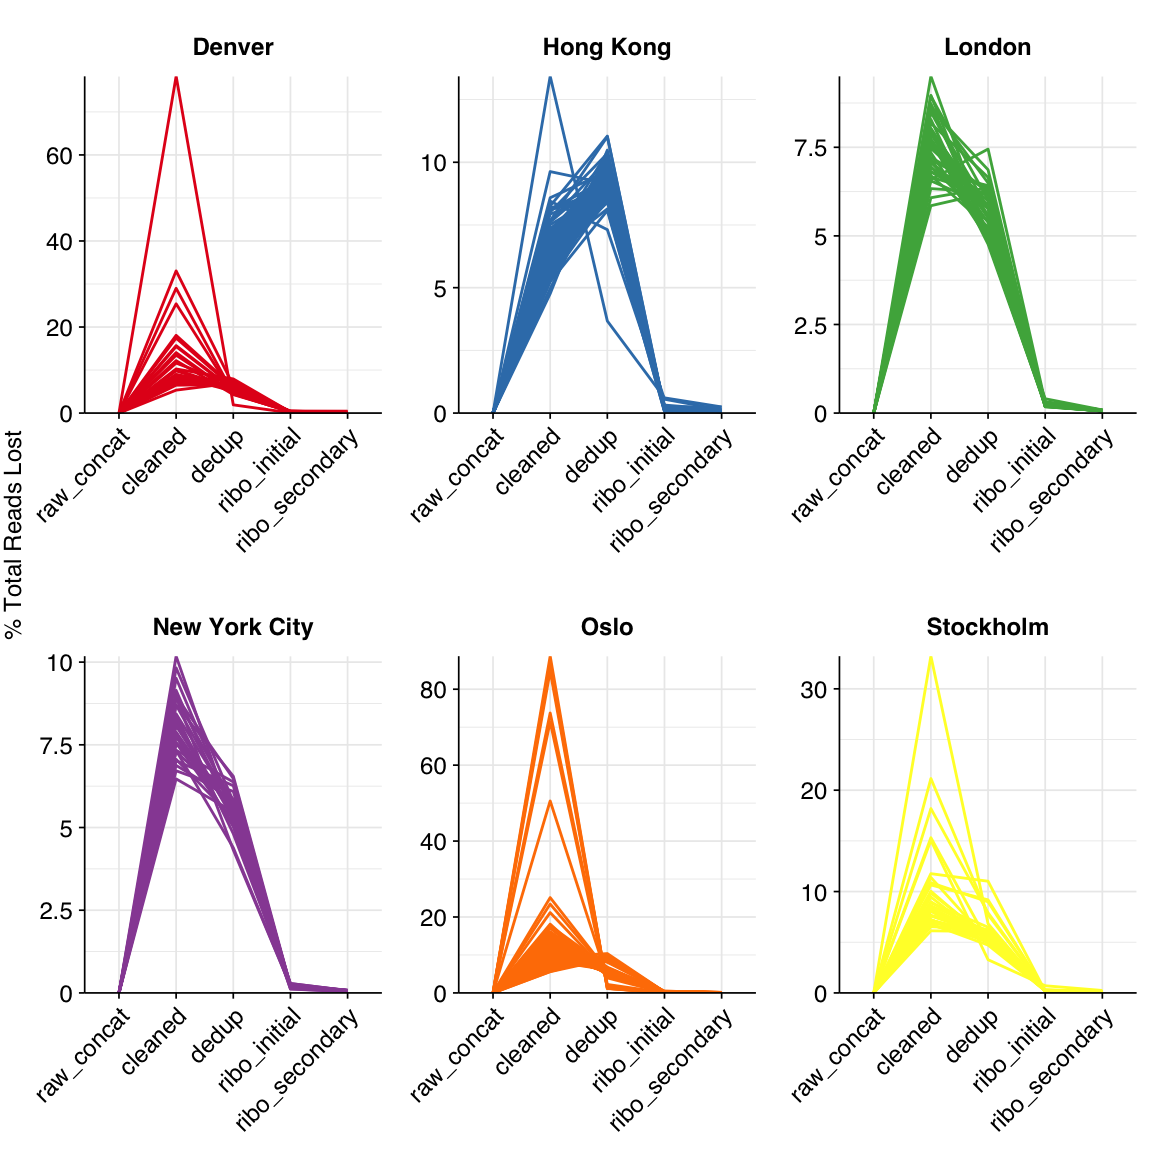 Denver
Hong Kong
London
60
40
20
0
raw_concat
cleaned
dedup
ribo_initial
ribo_secondary
10
5
0
raw_concat
cleaned
dedup
ribo_initial
ribo_secondary
7.5
5
2.5
0
raw_concat
cleaned
dedup
ribo_initial
ribo_secondary
% Total Reads Lost
New York City
Oslo
Stockholm
10
7.5
5
2.5
0
raw_concat
cleaned
dedup
ribo_initial
ribo_secondary
80
60
40
20
0
raw_concat
cleaned
dedup
ribo_initial
ribo_secondary
30
20
10
0
raw_concat
cleaned
dedup
ribo_initial
ribo_secondary